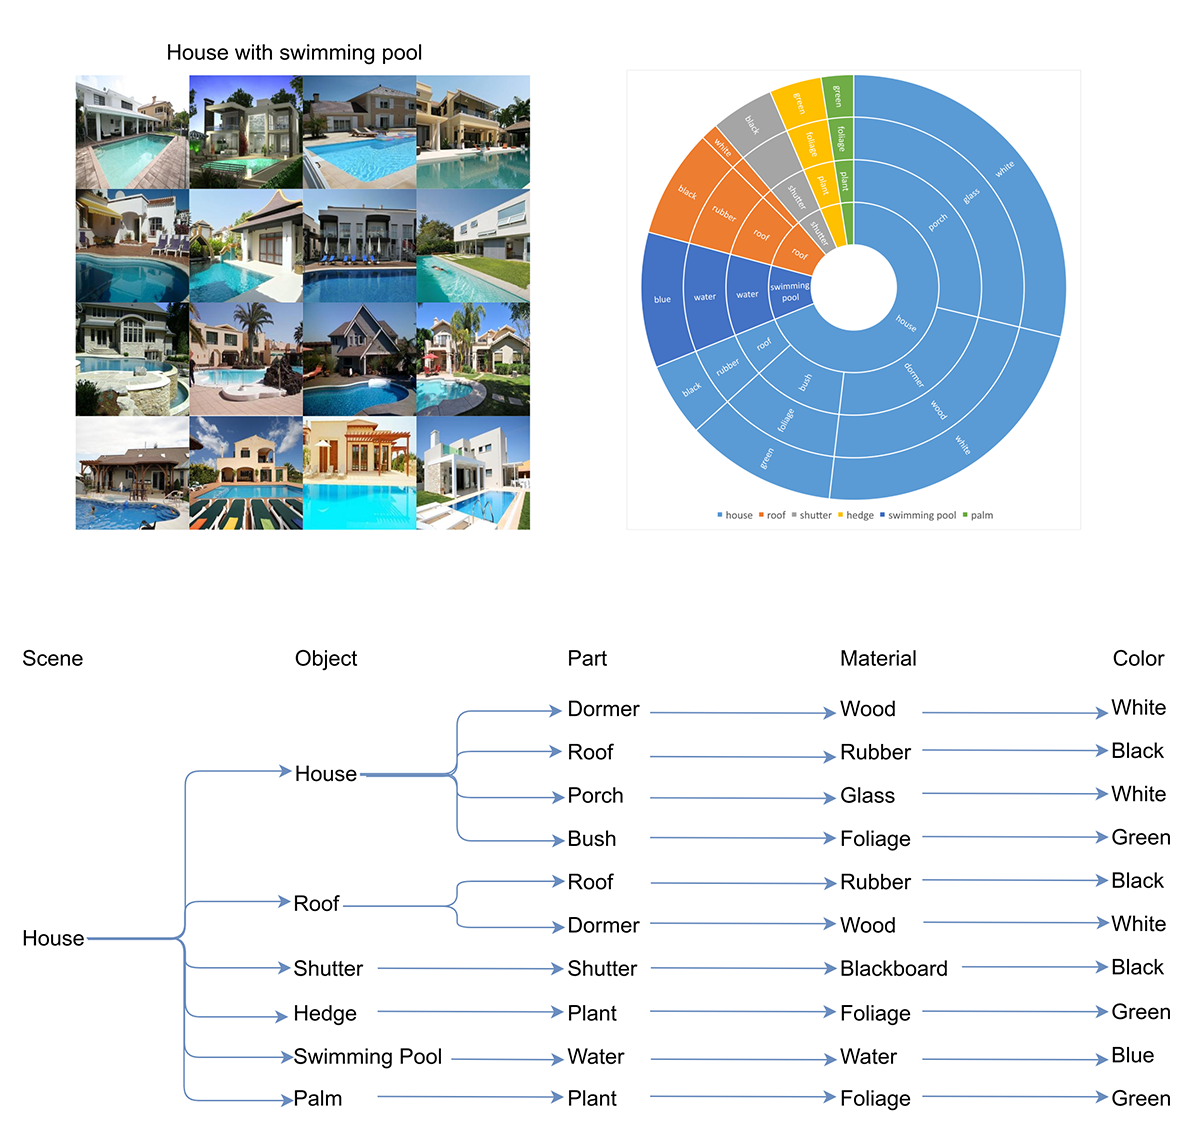 House with swimming pool
green
green
black
white
foliage
foliage
black
rubber
shutter
plant
plant
white
glass
porch
roof
shutter
roof
blue
water
water
swimming
pool
house
roof
rubber
black
bush
foliage
green
dormer
wood
white
house roof shutter hedge swimming pool palm
Scene Object Part Material Color
Dormer Wood White
Roof Rubber Black
House
Porch Glass White
Bush Foliage Green
Roof Rubber Black
Roof
Dormer Wood White
House
Shutter Shutter Blackboard Black
Hedge Plant Foliage Green
Swimming Pool Water Water Blue
Palm Plant Foliage Green